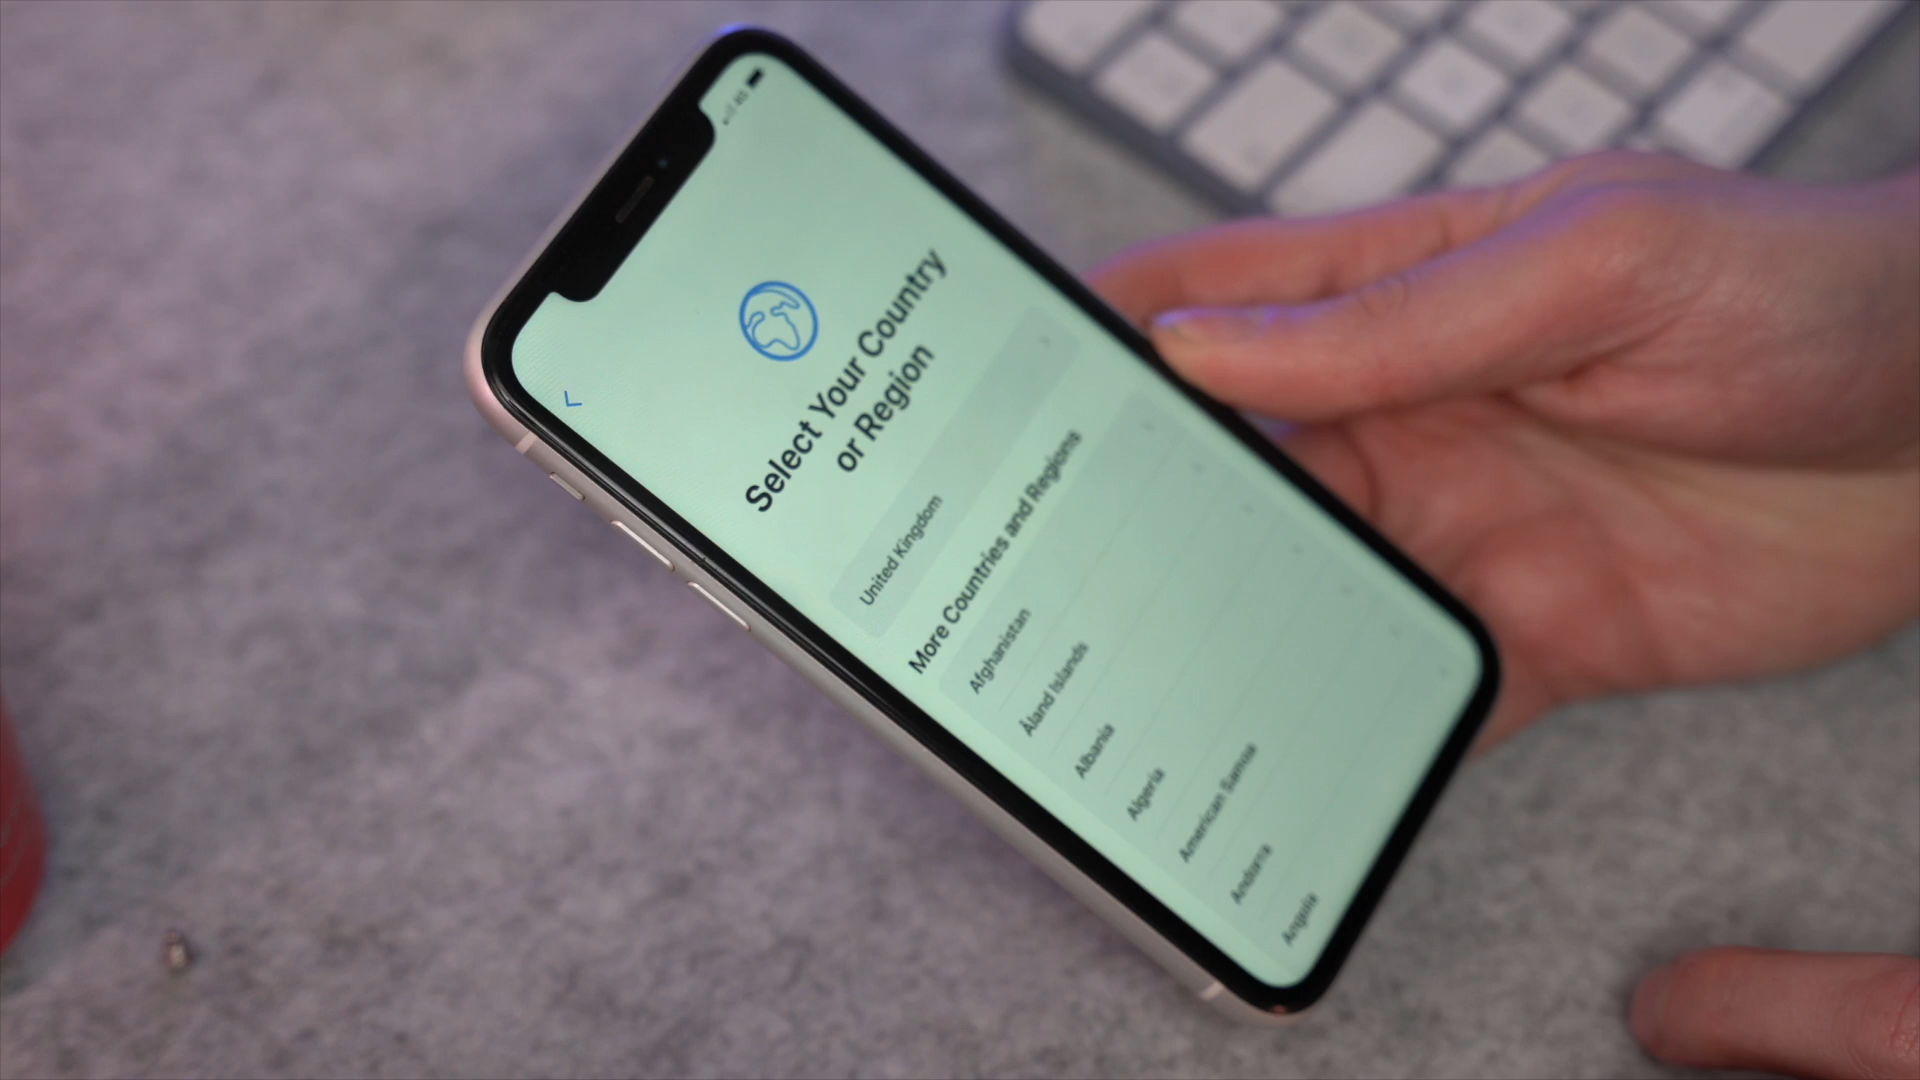 Select Your Country
or Region
United Kingdom
More Countries and Regions
Afghanistan
Åland Islands
Albania
Algeria
American Samoa
Andorra
Angola